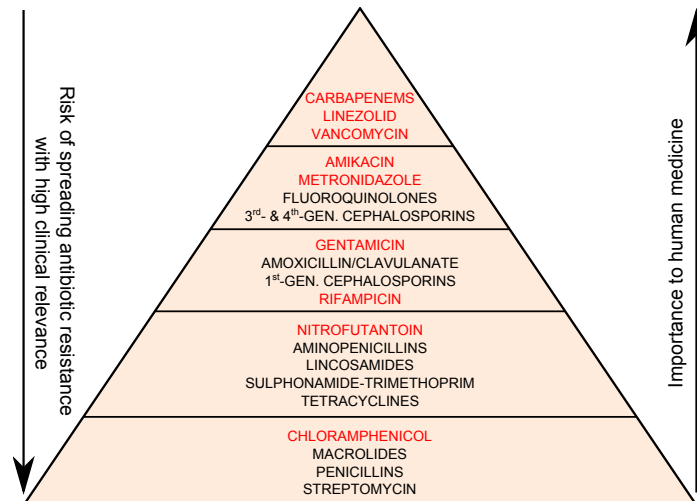 Risk of spreading antibiotic resistance
with high clinical relevance
CARBAPENEMS
LINEZOLID
VANCOMYCIN
AMIKACIN
METRONIDAZOLE
FLUOROQUINOLONES
3rd- & 4th-GEN. CEPHALOSPORINS
GENTAMICIN
AMOXICILLIN/CLAVULANATE
1st-GEN. CEPHALOSPORINS
RIFAMPICIN
NITROFUTANTOIN
AMINOPENICILLINS
LINCOSAMIDES
SULPHONAMIDE-TRIMETHOPRIM
TETRACYCLINES
CHLORAMPHENICOL
MACROLIDES
PENICILLINS
STREPTOMYCIN
Importance to human medicine